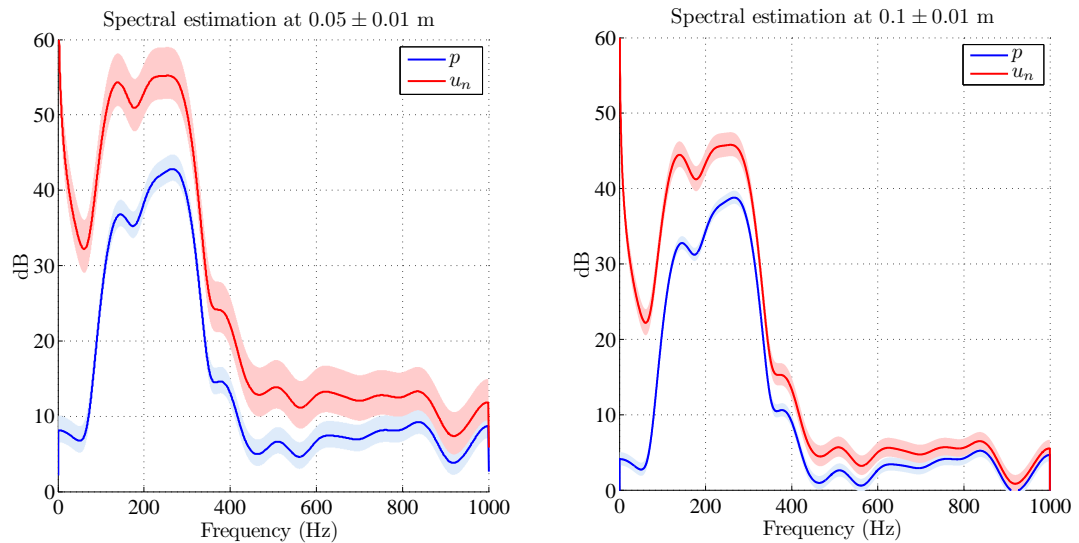 Spectral estimation at 0.05 ± 0.01 m
60
50
40
30
20
10
0
dB
p
u_n
0 200 400 600 800 1000
Frequency (Hz)
Spectral estimation at 0.1 ± 0.01 m
60
50
40
30
20
10
0
dB
p
u_n
0 200 400 600 800 1000
Frequency (Hz)